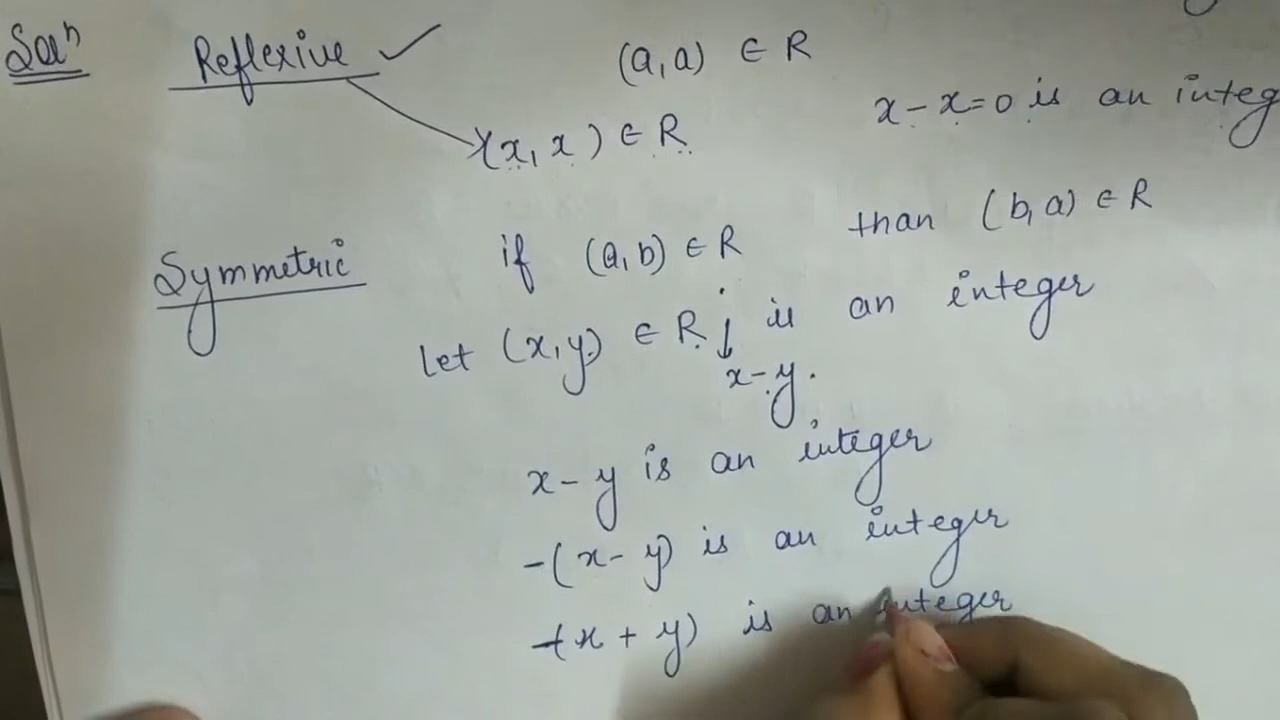 Solⁿ Reflexive ✓ (a,a) ∈ R
x - x = 0 is an integ
(x, x) ∈ R
Symmetric if (a,b) ∈ R than (b,a) ∈ R
let (x,y) ∈ R ↓ is an integer
x-y.
x - y is an integer
-(x - y) is an integer
-(x + y) is an integer